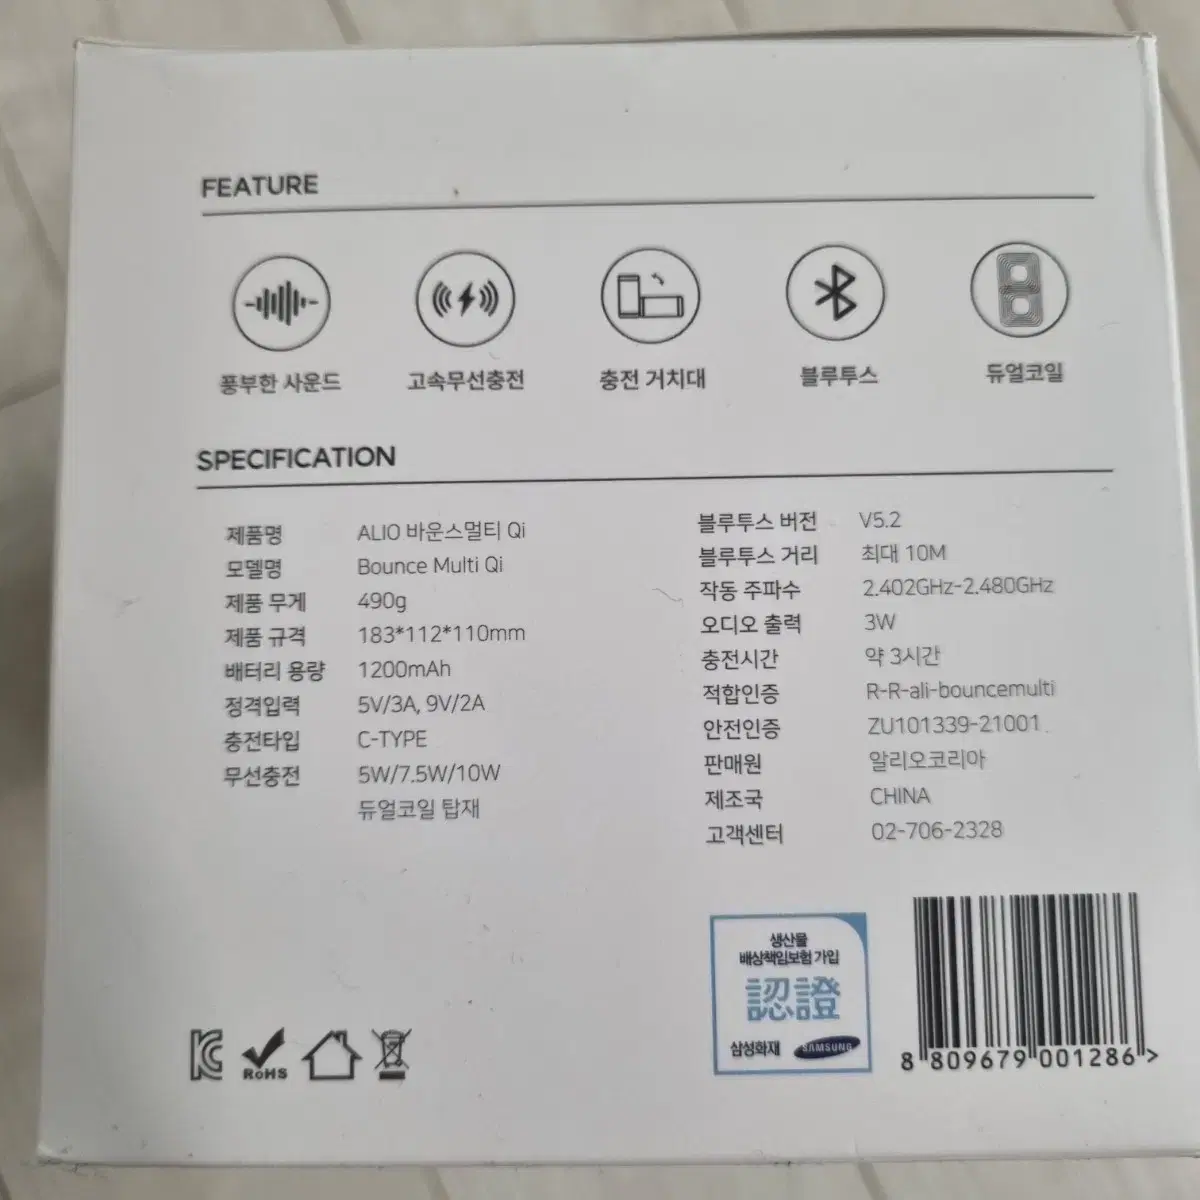 FEATURE
풍부한 사운드
고속무선충전
충전 거치대
블루투스
듀얼코일
SPECIFICATION
제품명 ALIO 바운스멀티 Qi
모델명 Bounce Multi Qi
제품 무게 490g
제품 규격 183*112*110mm
배터리 용량 1200mAh
정격입력 5V/3A, 9V/2A
충전타입 C-TYPE
무선충전 5W/7.5W/10W
듀얼코일 탑재
블루투스 버전 V5.2
블루투스 거리 최대 10M
작동 주파수 2.402GHz-2.480GHz
오디오 출력 3W
충전시간 약 3시간
적합인증 R-R-ali-bouncemulti
안전인증 ZU101339-21001
판매원 알리오코리아
제조국 CHINA
고객센터 02-706-2328
생산물
배상책임보험 가입
認證
삼성화재 SAMSUNG
RoHS
8 809679 001286 >